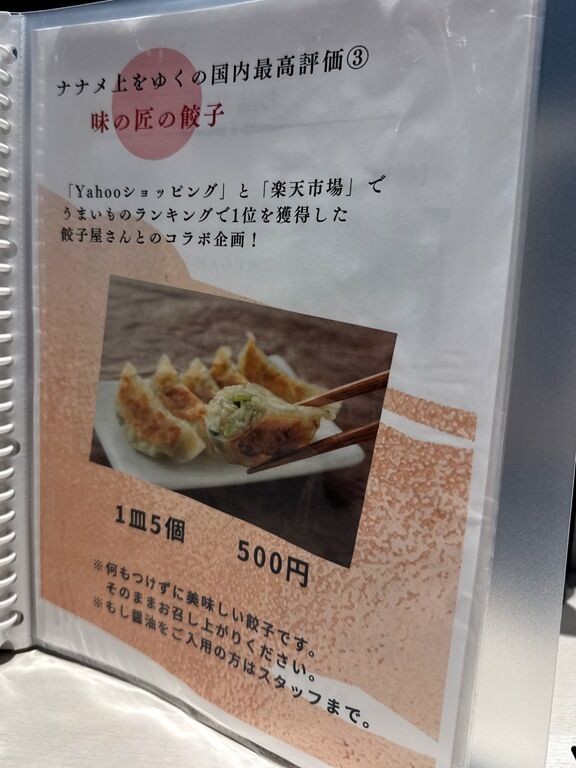 ナナメ上をゆくの国内最高評価③
味の匠の餃子
「Yahooショッピング」と「楽天市場」で
うまいものランキングで1位を獲得した
餃子屋さんとのコラボ企画！
1皿5個 500円
※何もつけずに美味しい餃子です。
そのままお召し上がりください。
※もし醤油をご入用の方はスタッフまで。